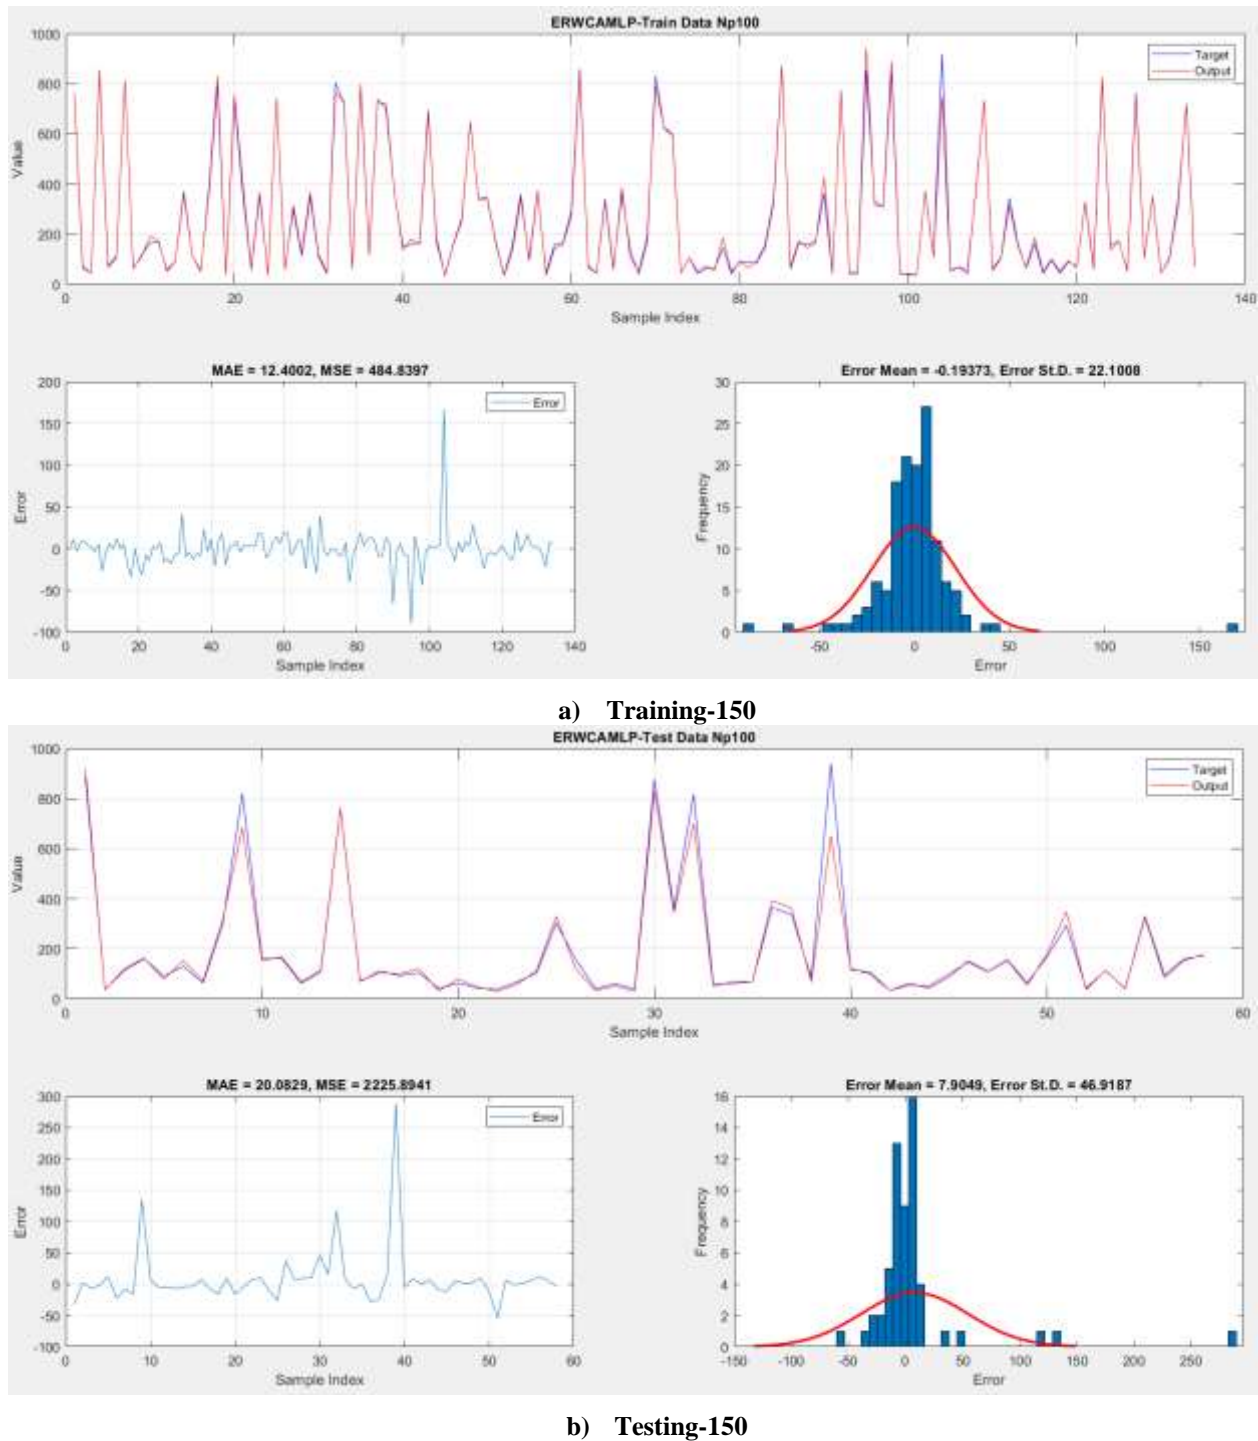 ERWCAMLP-Train Data Np100
Target
Output
Value
1000
800
600
400
200
0
0 20 40 60 80 100 120 140
Sample Index
MAE = 12.4002, MSE = 484.8397
Error
Error
200
150
100
50
0
-50
-100
0 20 40 60 80 100 120 140
Sample Index
Error Mean = -0.19373, Error St.D. = 22.1008
Frequency
30
25
20
15
10
5
0
-50 0 50 100 150
Error
a) Training-150
ERWCAMLP-Test Data Np100
Target
Output
Value
1000
800
600
400
200
0
0 10 20 30 40 50 60
Sample Index
MAE = 20.0829, MSE = 2225.8941
Error
Error
300
250
200
150
100
50
0
-50
-100
0 10 20 30 40 50 60
Sample Index
Error Mean = 7.9049, Error St.D. = 46.9187
Frequency
16
14
12
10
8
6
4
2
0
-150 -100 -50 0 50 100 150 200 250
Error
b) Testing-150